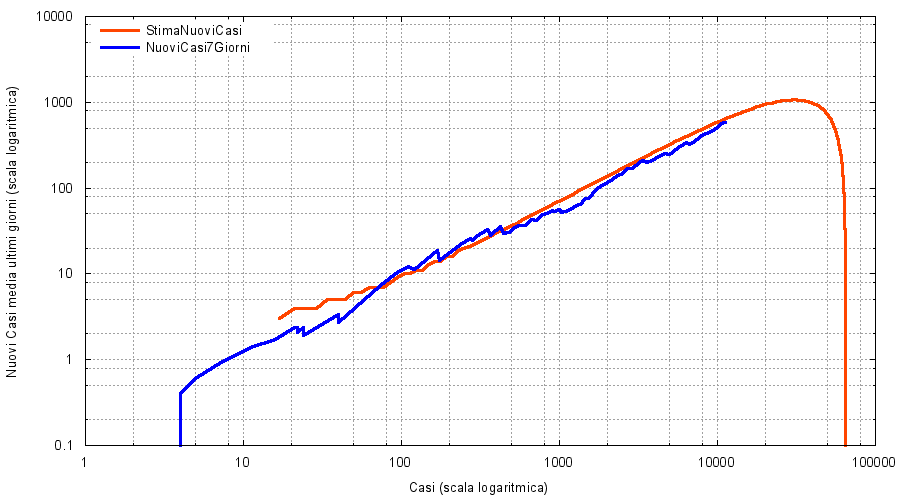 10000
1000
100
10
1
0.1
StimaNuoviCasi
NuoviCasi7Giorni
Nuovi Casi media ultimi giorni (scala logaritmica)
1 10 100 1000 10000 100000
Casi (scala logaritmica)